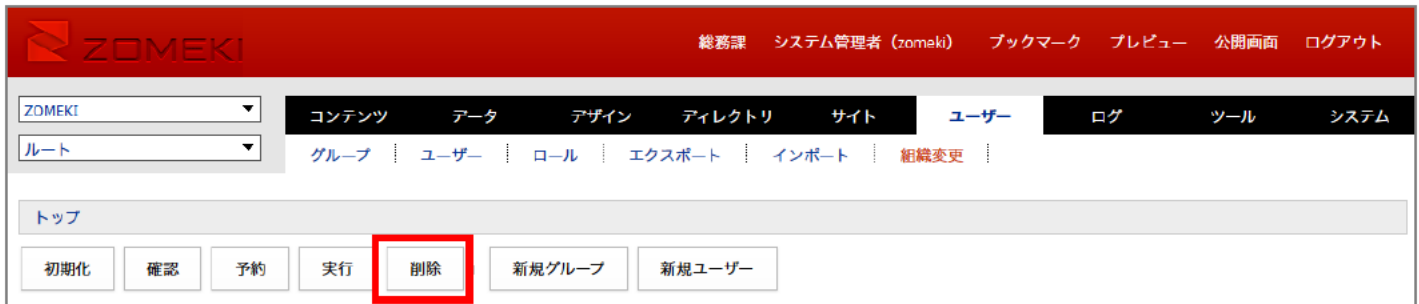 ZOMEKI 総務課 システム管理者（zomeki） ブックマーク プレビュー 公開画面 ログアウト
ZOMEKI コンテンツ データ デザイン ディレクトリ サイト ユーザー ログ ツール システム
ルート グループ ユーザー ロール エクスポート インポート 組織変更
トップ
初期化 確認 予約 実行 削除 新規グループ 新規ユーザー